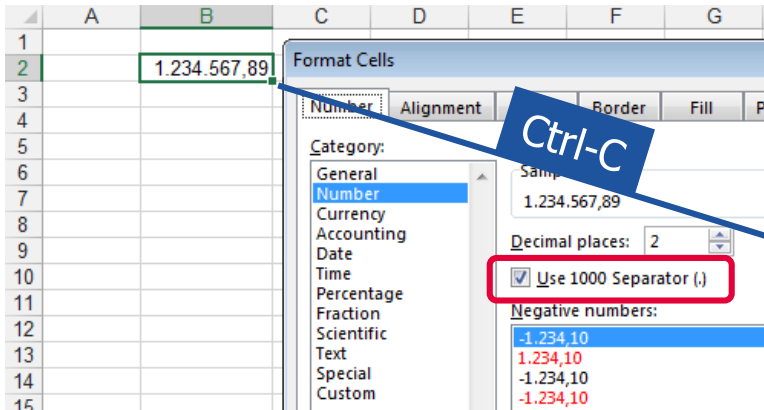 A B C D E F G
1
2 1.234.567,89
3
4
5
6
7
8
9
10
11
12
13
14
15
Format Cells
Number Alignment Border Fill P
Ctrl-C
Category:
General
Number
Currency
Accounting
Date
Time
Percentage
Fraction
Scientific
Text
Special
Custom
1.234.567,89
Decimal places: 2
Use 1000 Separator (.)
Negative numbers:
-1.234,10
1.234,10
-1.234,10
-1.234,10